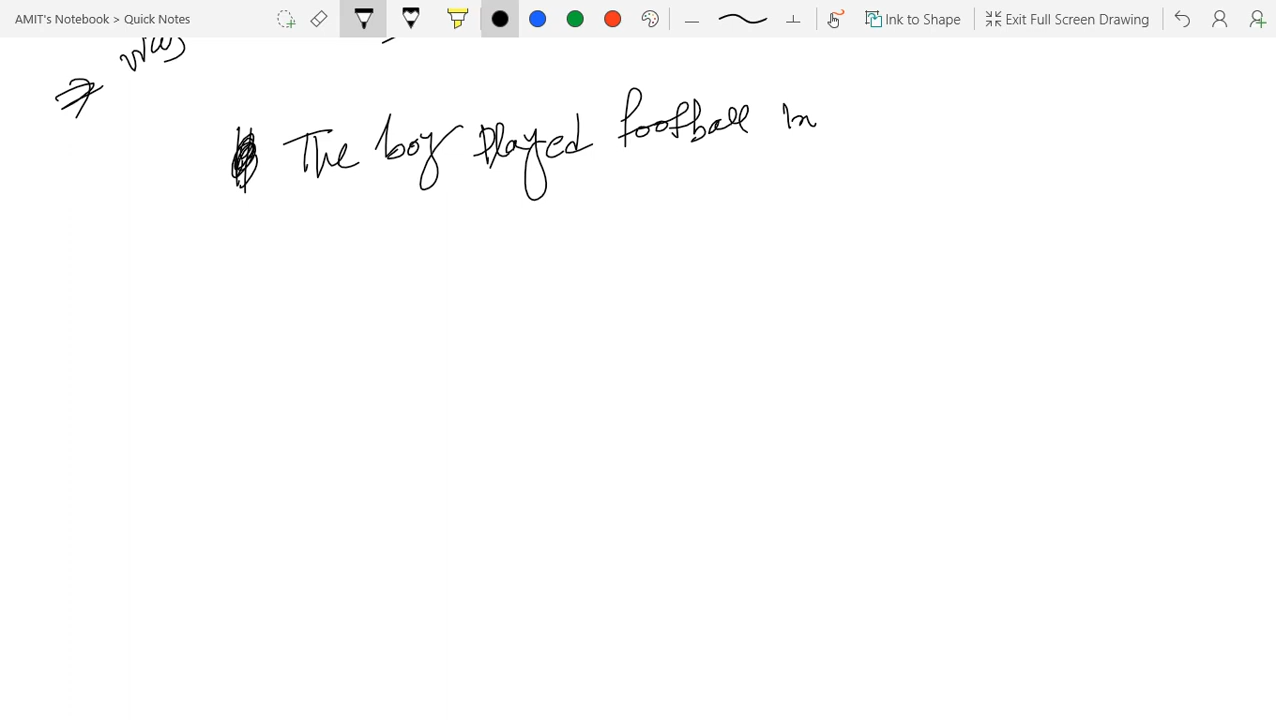 AMIT's Notebook > Quick Notes Ink to Shape Exit Full Screen Drawing
The boy played football in